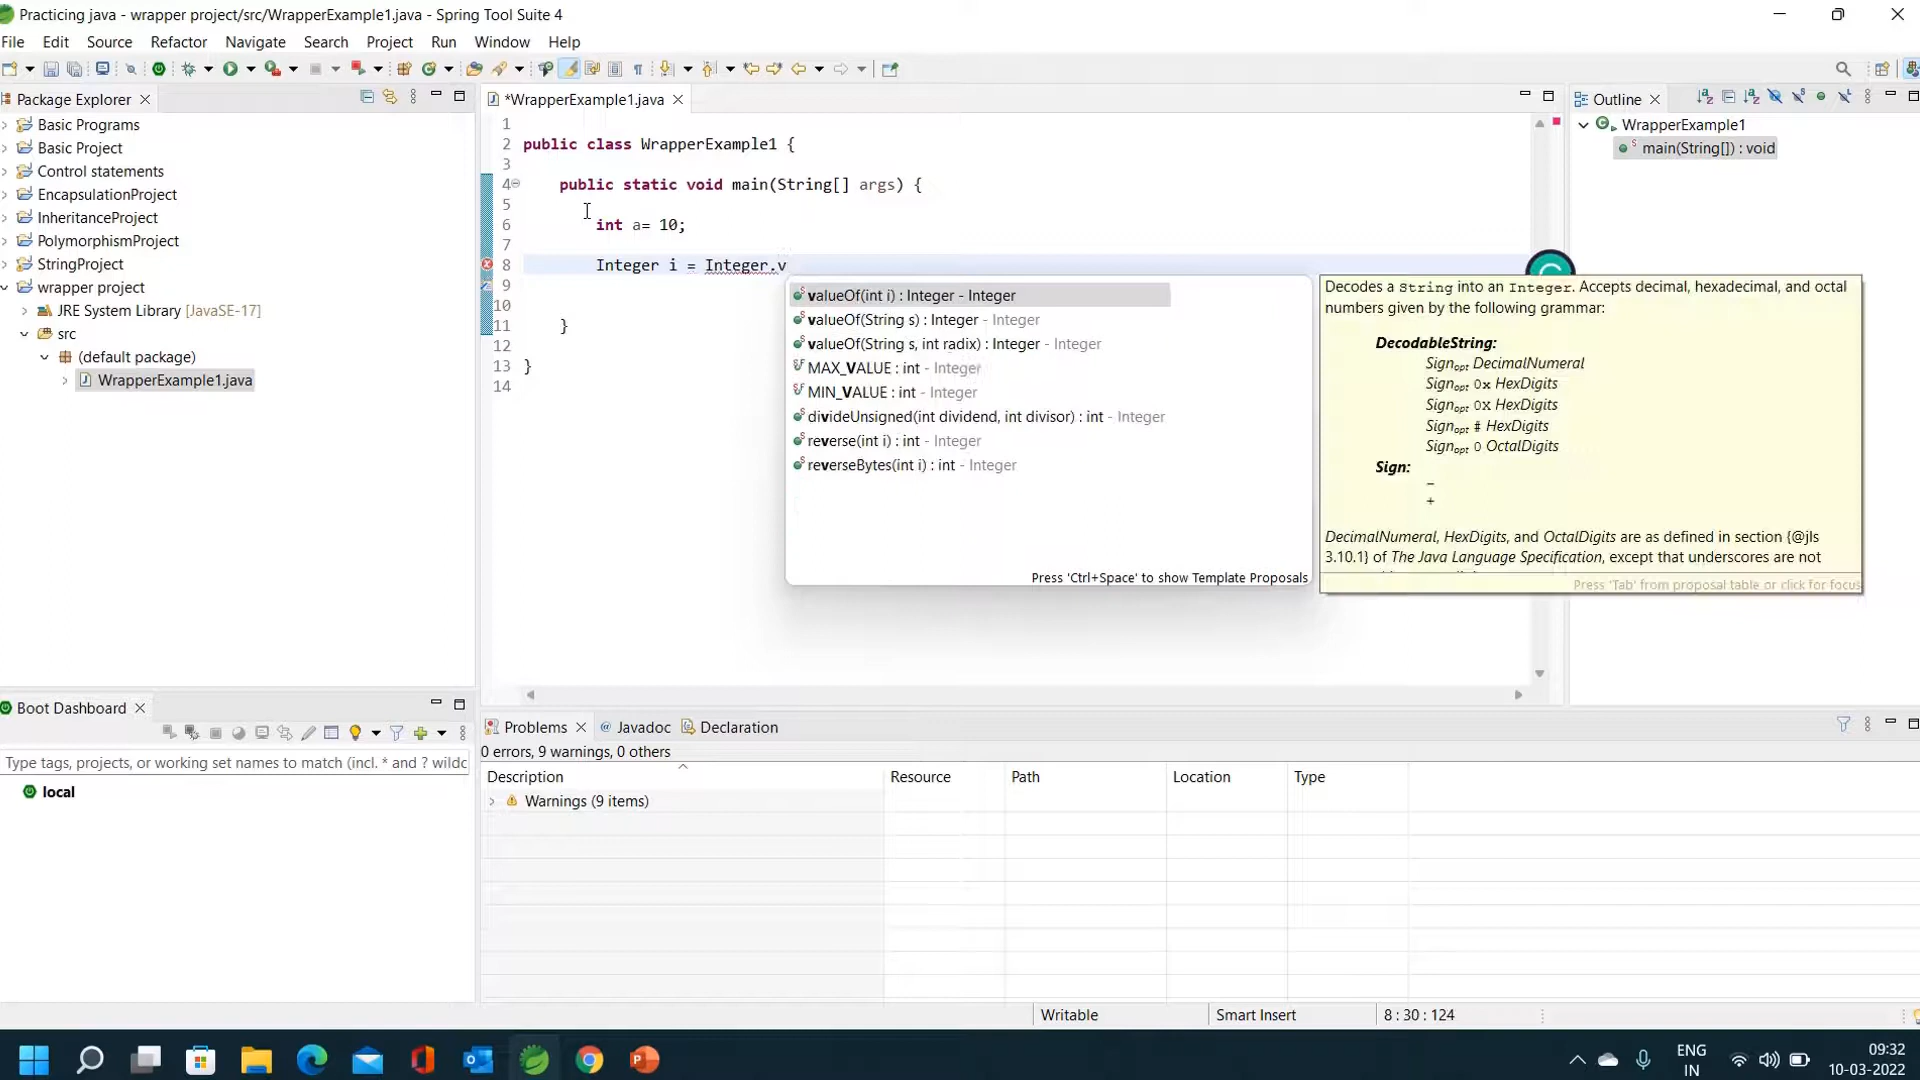 Practicing java - wrapper project/src/WrapperExample1.java - Spring Tool Suite 4
File Edit Source Refactor Navigate Search Project Run Window Help
Package Explorer
*WrapperExample1.java
Outline
Basic Programs
Basic Project
Control statements
EncapsulationProject
InheritanceProject
PolymorphismProject
StringProject
wrapper project
JRE System Library [JavaSE-17]
src
(default package)
WrapperExample1.java
1
2 public class WrapperExample1 {
3
4 public static void main(String[] args) {
5
6 int a= 10;
7
8 Integer i = Integer.v
9
10
11 }
12
13 }
14
valueOf(int i) : Integer - Integer
valueOf(String s) : Integer - Integer
valueOf(String s, int radix) : Integer - Integer
MAX_VALUE : int - Integer
MIN_VALUE : int - Integer
divideUnsigned(int dividend, int divisor) : int - Integer
reverse(int i) : int - Integer
reverseBytes(int i) : int - Integer
Press 'Ctrl+Space' to show Template Proposals
Decodes a String into an Integer. Accepts decimal, hexadecimal, and octal
numbers given by the following grammar:
DecodableString:
Signopt DecimalNumeral
Signopt 0x HexDigits
Signopt 0X HexDigits
Signopt # HexDigits
Signopt 0 OctalDigits
Sign:
-
+
DecimalNumeral, HexDigits, and OctalDigits are as defined in section {@jls
3.10.1} of The Java Language Specification, except that underscores are not
Press 'Tab' from proposal table or click for focus
WrapperExample1
main(String[]) : void
Boot Dashboard
Type tags, projects, or working set names to match (incl. * and ? wildc
local
Problems @ Javadoc Declaration
0 errors, 9 warnings, 0 others
Description Resource Path Location Type
Warnings (9 items)
Writable Smart Insert 8 : 30 : 124
ENG
IN
09:32
10-03-2022